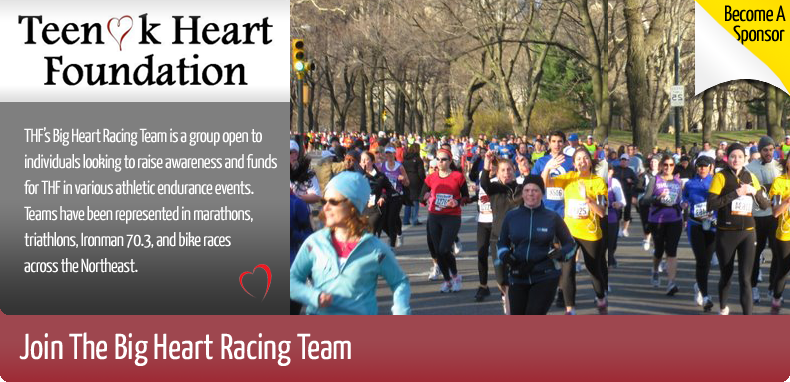 Teen k Heart
Foundation
Become A
Sponsor
THF's Big Heart Racing Team is a group open to
individuals looking to raise awareness and funds
for THF in various athletic endurance events.
Teams have been represented in marathons,
triathlons, Ironman 70.3, and bike races
across the Northeast.
25
Join The Big Heart Racing Team